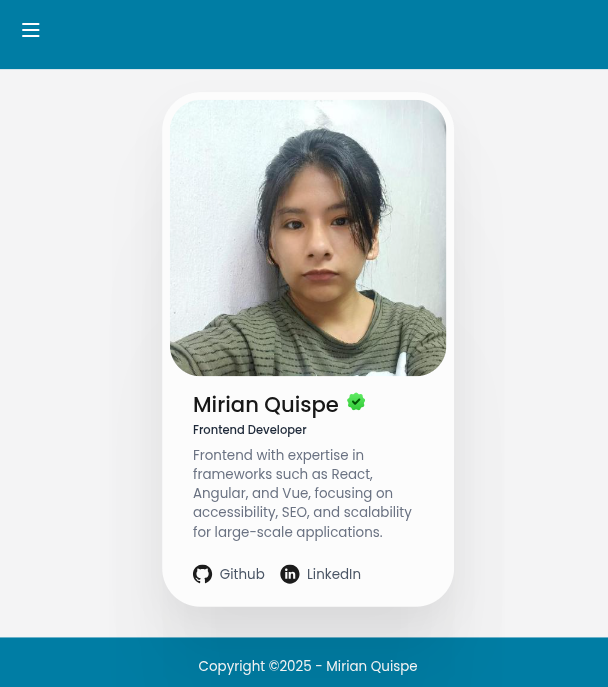 Mirian Quispe
Frontend Developer
Frontend with expertise in
frameworks such as React,
Angular, and Vue, focusing on
accessibility, SEO, and scalability
for large-scale applications.
Github LinkedIn
Copyright ©2025 - Mirian Quispe